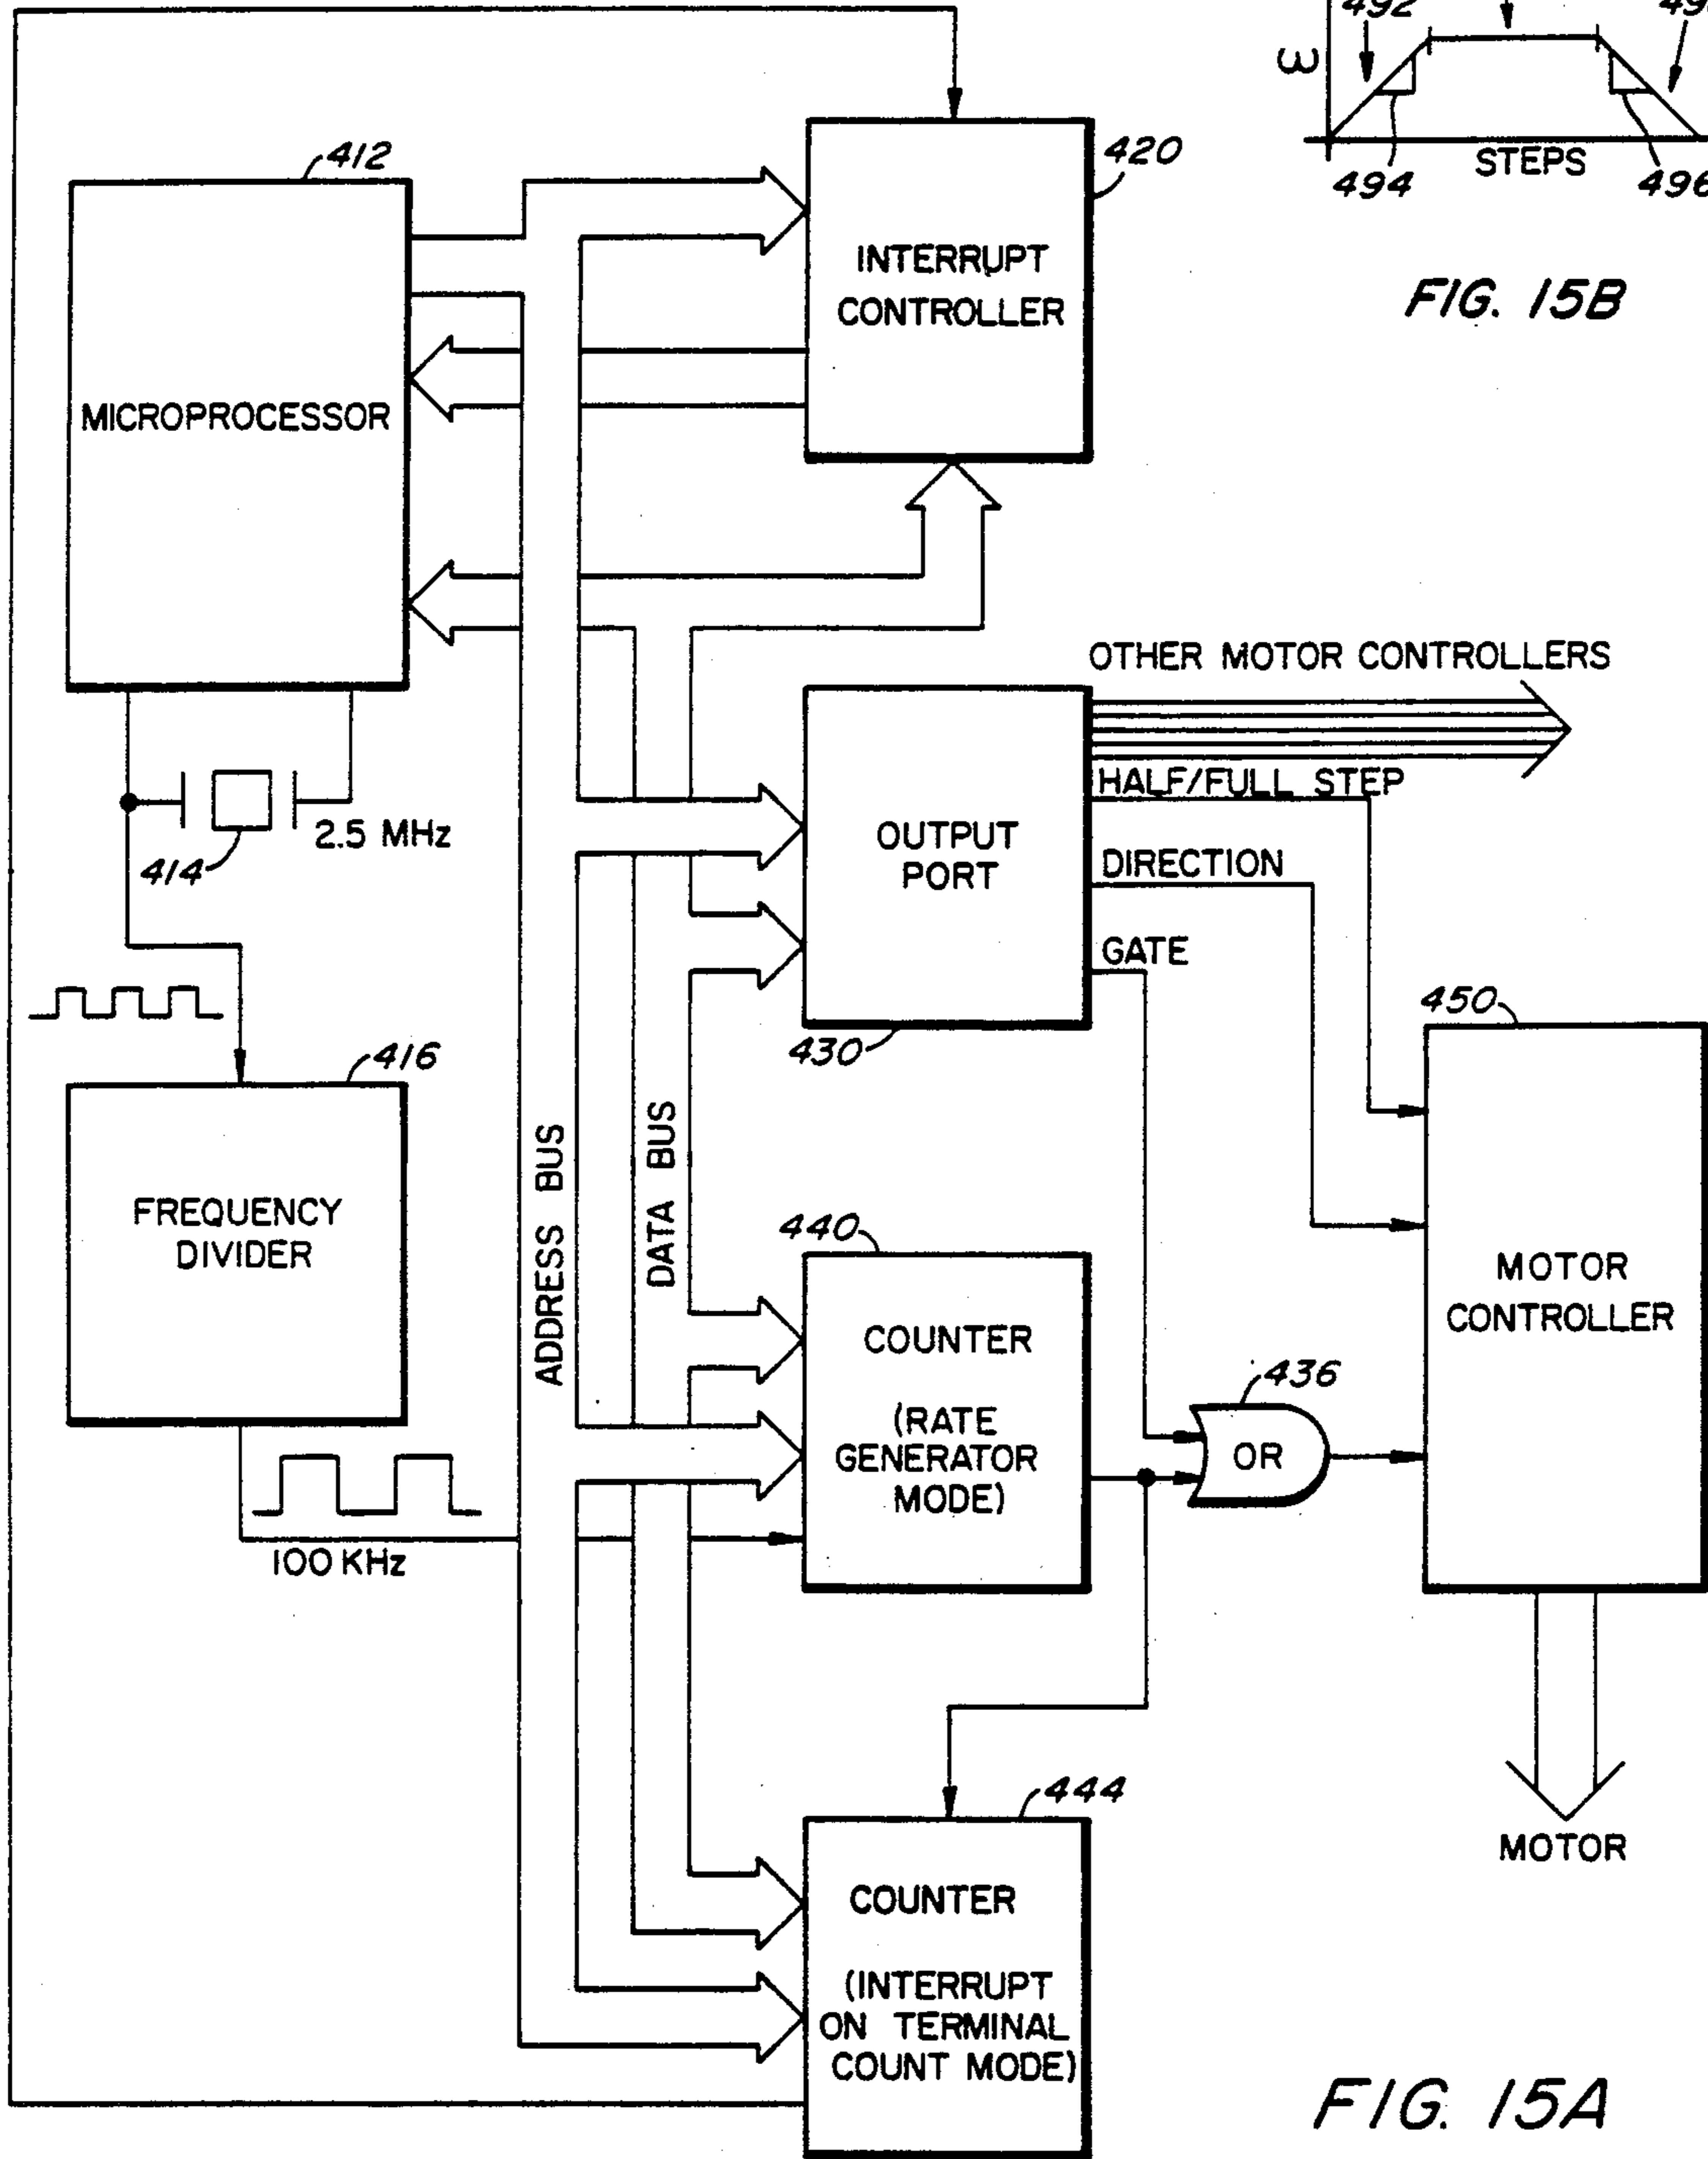 492
ω
STEPS
494
FIG. 15B
412
420
MICROPROCESSOR
INTERRUPT
CONTROLLER
2.5 MHz
414
OTHER MOTOR CONTROLLERS
HALF/FULL STEP
DIRECTION
GATE
OUTPUT
PORT
430
416
FREQUENCY
DIVIDER
100 KHz
ADDRESS BUS
DATA BUS
440
COUNTER
(RATE
GENERATOR
MODE)
436
OR
450
MOTOR
CONTROLLER
MOTOR
444
COUNTER
(INTERRUPT
ON TERMINAL
COUNT MODE)
FIG. 15A